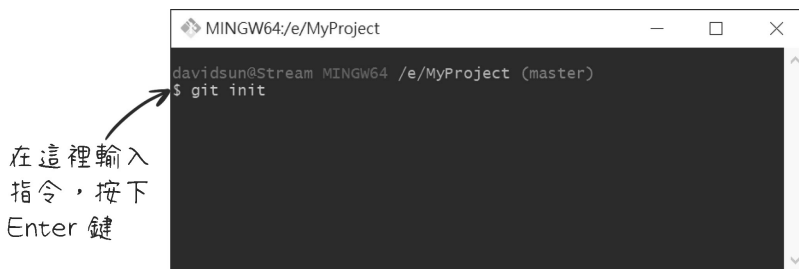 MINGW64:/e/MyProject
davidsun@Stream MINGW64 /e/MyProject (master)
$ git init
在這裡輸入
指令，按下
Enter 鍵